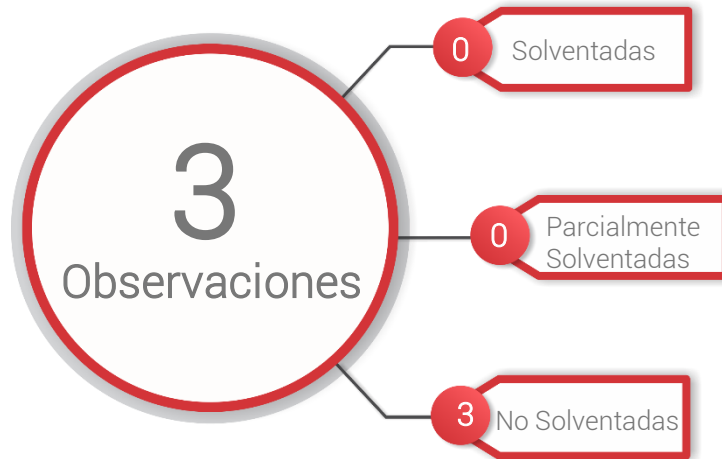 3
Observaciones
0
Solventadas
0
Parcialmente
Solventadas
3
No Solventadas